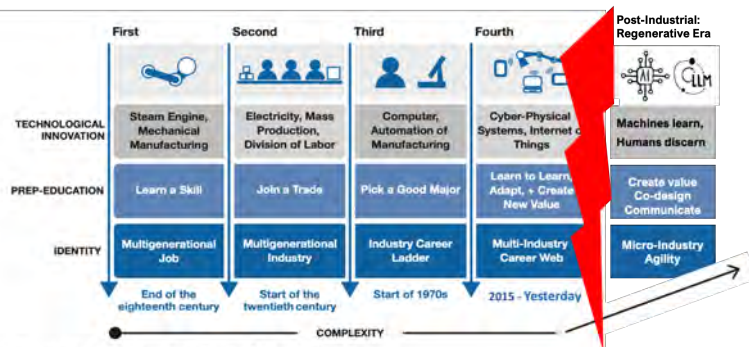 First
Second
Third
Fourth
Post-Industrial:
Regenerative Era
AI
LLM
TECHNOLOGICAL
INNOVATION
Steam Engine,
Mechanical
Manufacturing
Electricity, Mass
Production,
Division of Labor
Computer,
Automation of
Manufacturing
Cyber-Physical
Systems, Internet
Things
Machines learn,
Humans discern
PREP-EDUCATION
Learn a Skill
Join a Trade
Pick a Good Major
Learn to Learn,
Adapt, + Create
New Value
Create value
Co-design
Communicate
IDENTITY
Multigenerational
Job
Multigenerational
Industry
Industry Career
Ladder
Multi-Industry
Career Web
Micro-Industry
Agility
End of the
eighteenth century
Start of the
twentieth century
Start of 1970s
2015 - Yesterday
COMPLEXITY